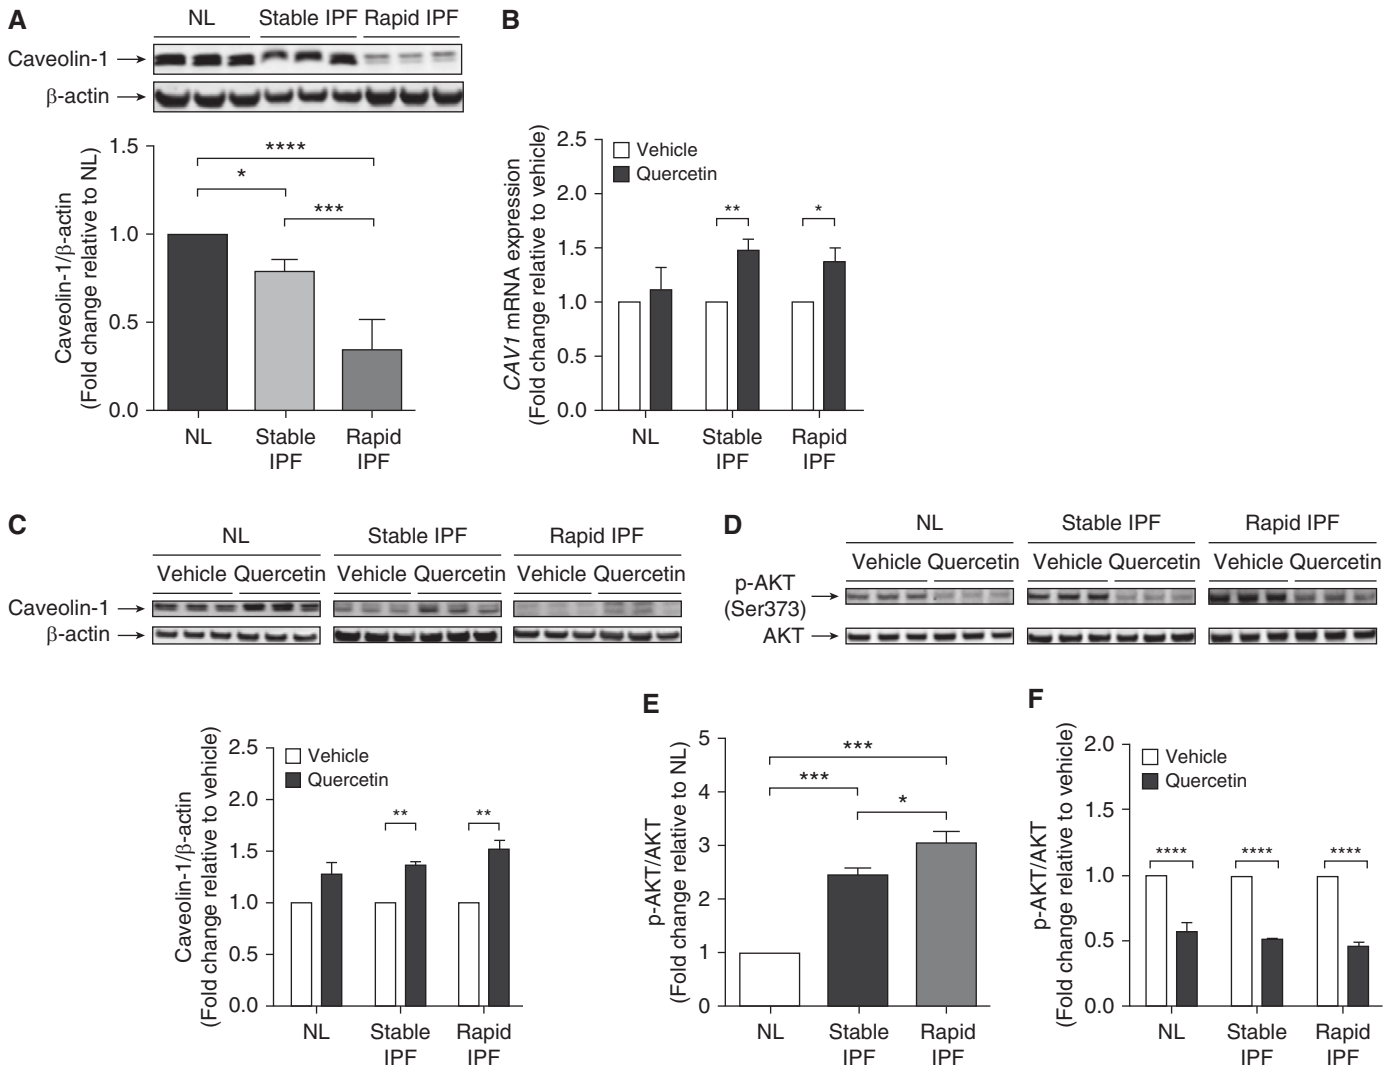 A
NL Stable IPF Rapid IPF
Caveolin-1
β-actin
Caveolin-1/β-actin
(Fold change relative to NL)
1.5
1.0
0.5
0.0
****
*
***
NL Stable IPF Rapid IPF
B
CAV1 mRNA expression
(Fold change relative to vehicle)
2.5
2.0
1.5
1.0
0.5
0.0
Vehicle
Quercetin
** *
NL Stable IPF Rapid IPF
C
NL Stable IPF Rapid IPF
Vehicle Quercetin Vehicle Quercetin Vehicle Quercetin
Caveolin-1
β-actin
Caveolin-1/β-actin
(Fold change relative to vehicle)
2.5
2.0
1.5
1.0
0.5
0.0
Vehicle
Quercetin
** **
NL Stable IPF Rapid IPF
D
NL Stable IPF Rapid IPF
Vehicle Quercetin Vehicle Quercetin Vehicle Quercetin
p-AKT
(Ser373)
AKT
E
p-AKT/AKT
(Fold change relative to NL)
5
4
3
2
1
0
***
***
*
NL Stable IPF Rapid IPF
F
p-AKT/AKT
(Fold change relative to vehicle)
2.0
1.5
1.0
0.5
0.0
Vehicle
Quercetin
**** **** ****
NL Stable IPF Rapid IPF